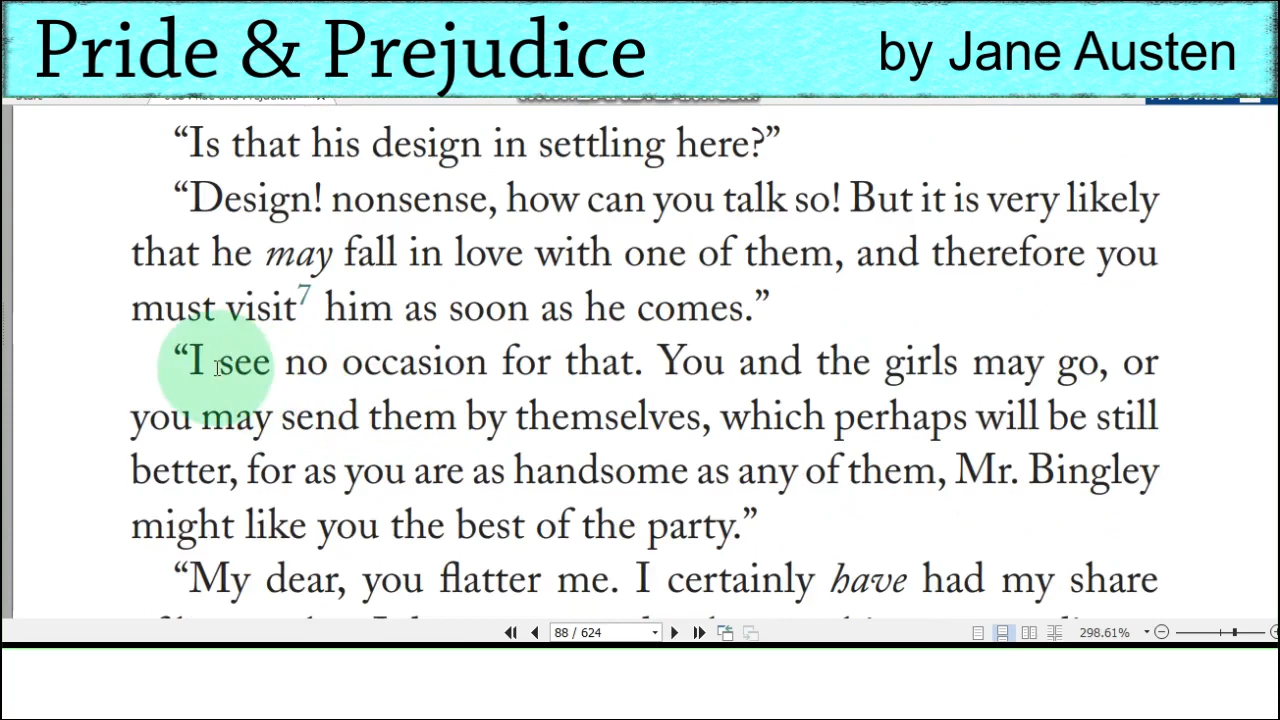 Pride & Prejudice
by Jane Austen
“Is that his design in settling here?”
“Design! nonsense, how can you talk so! But it is very likely
that he may fall in love with one of them, and therefore you
must visit7 him as soon as he comes.”
“I see no occasion for that. You and the girls may go, or
you may send them by themselves, which perhaps will be still
better, for as you are as handsome as any of them, Mr. Bingley
might like you the best of the party.”
“My dear, you flatter me. I certainly have had my share
88 / 624
298.61%